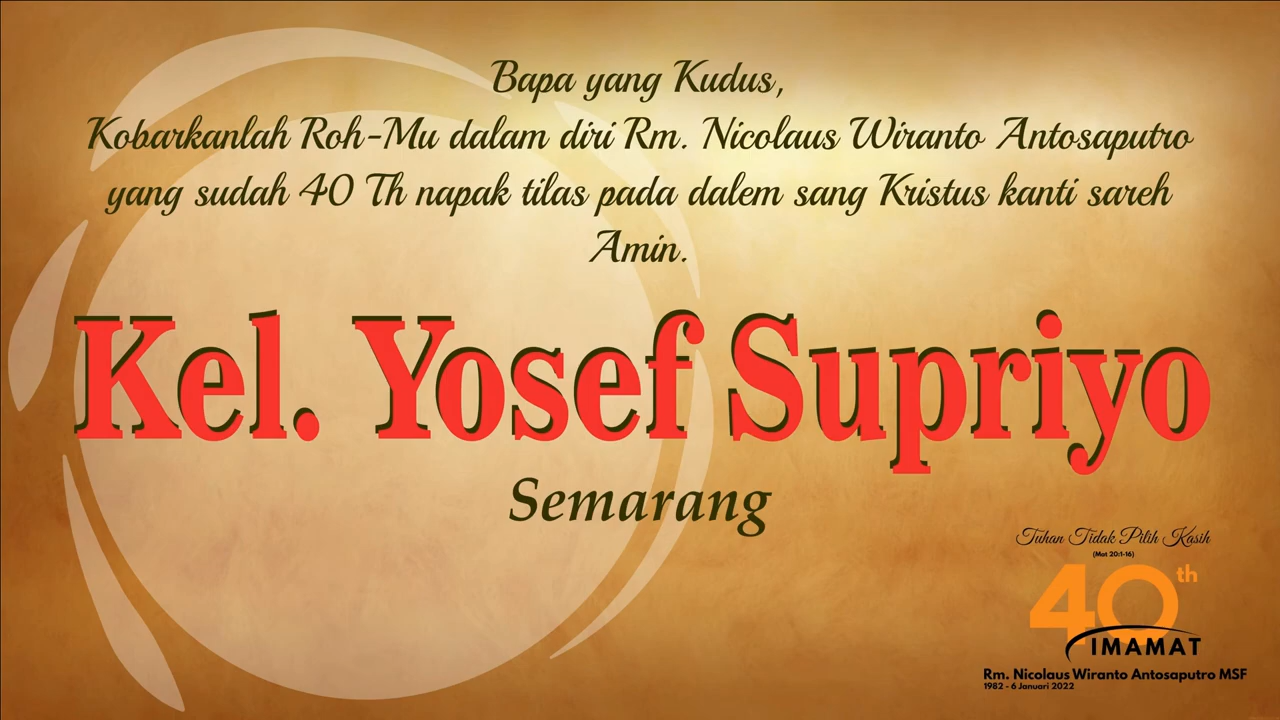 Bapa yang Kudus,
Kobarkanlah Roh-Mu dalam diri Rm. Nicolaus Wiranto Antosaputro
yang sudah 40 Th napak tilas pada dalem sang Kristus kanti sareh
Amin.
Kel. Yosef Supriyo
Semarang
Tuhan Tidak Pilih Kasih
(Mat 20:1-16)
40th
IMAMAT
Rm. Nicolaus Wiranto Antosaputro MSF
1982 - 6 Januari 2022